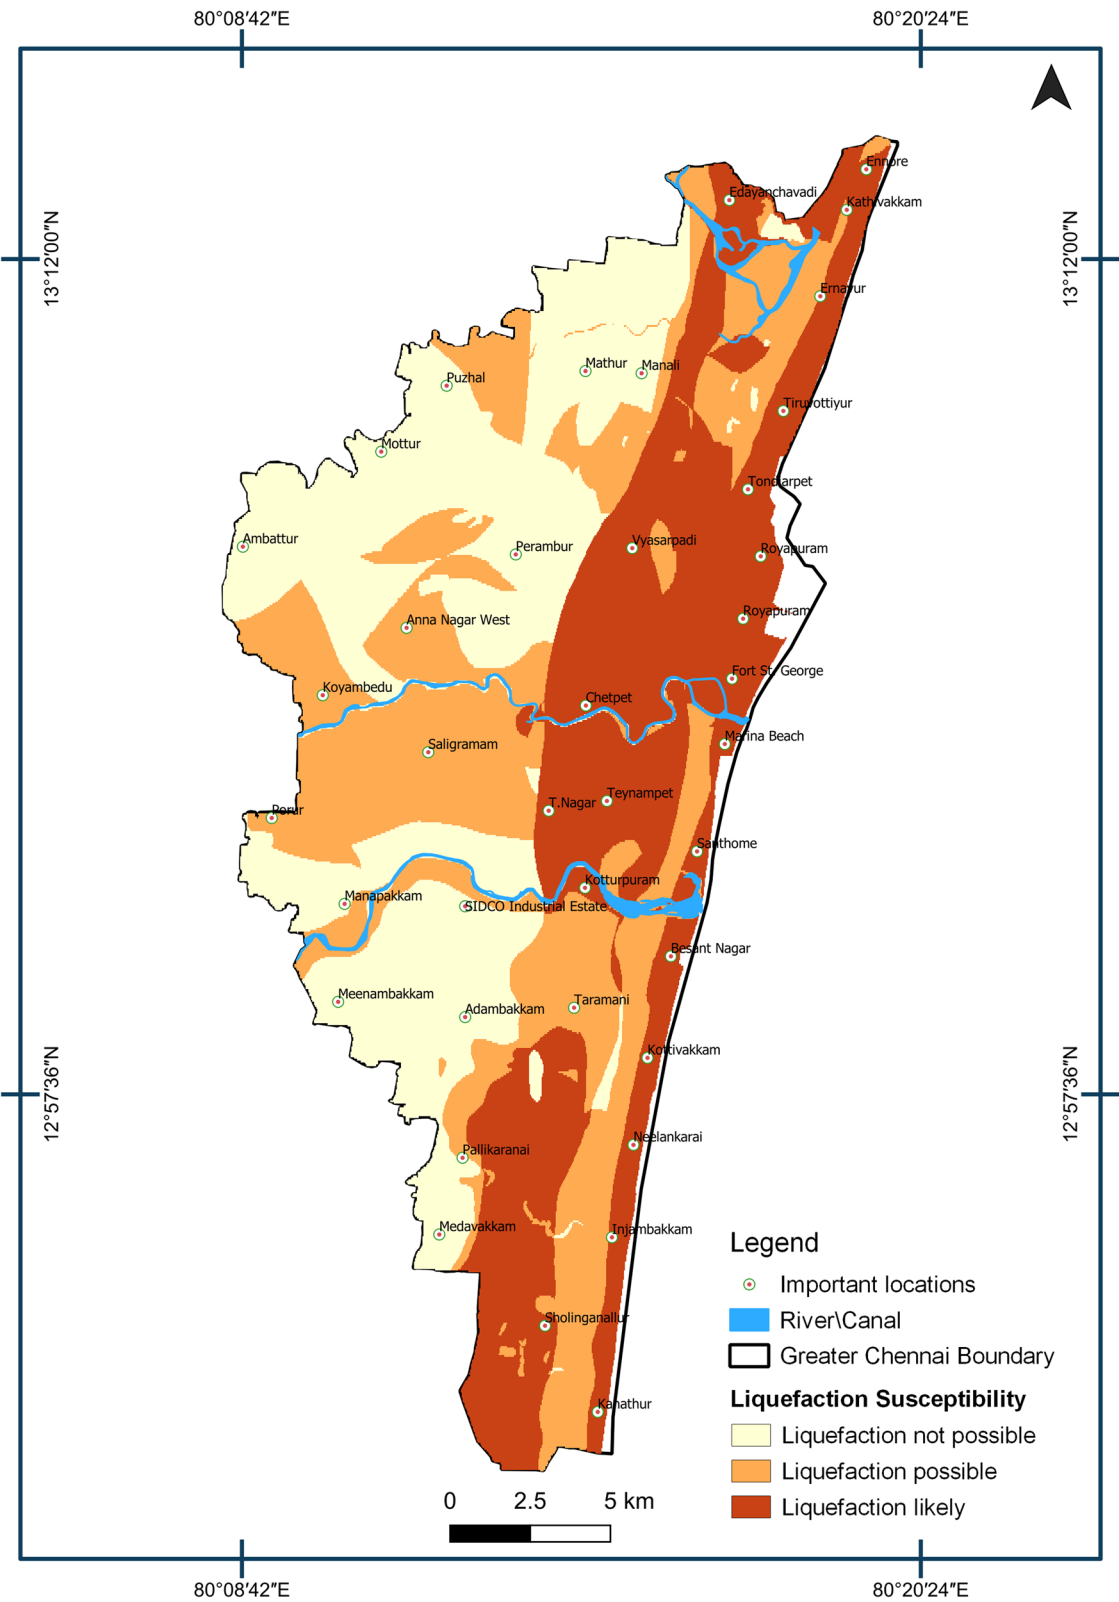 80°08′42″E
80°20′24″E
13°12′00″N
13°12′00″N
Ennore
Edayanchavadi
Kathivakkam
Ernavur
Mathur
Manali
Puzhal
Tiruvottiyur
Mottur
Tondiarpet
Ambattur
Perambur
Vyasarpadi
Royapuram
Anna Nagar West
Royapuram
Fort St. George
Koyambedu
Chetpet
Marina Beach
Saligramam
Porur
T.Nagar
Teynampet
Santhome
Kotturpuram
Manapakkam
SIDCO Industrial Estate
Besant Nagar
Meenambakkam
Adambakkam
Taramani
Kottivakkam
12°57′36″N
12°57′36″N
Neelankarai
Pallikaranai
Medavakkam
Injambakkam
Sholinganallur
Kanathur
Legend
Important locations
River\Canal
Greater Chennai Boundary
Liquefaction Susceptibility
Liquefaction not possible
Liquefaction possible
Liquefaction likely
0 2.5 5 km
80°08′42″E
80°20′24″E